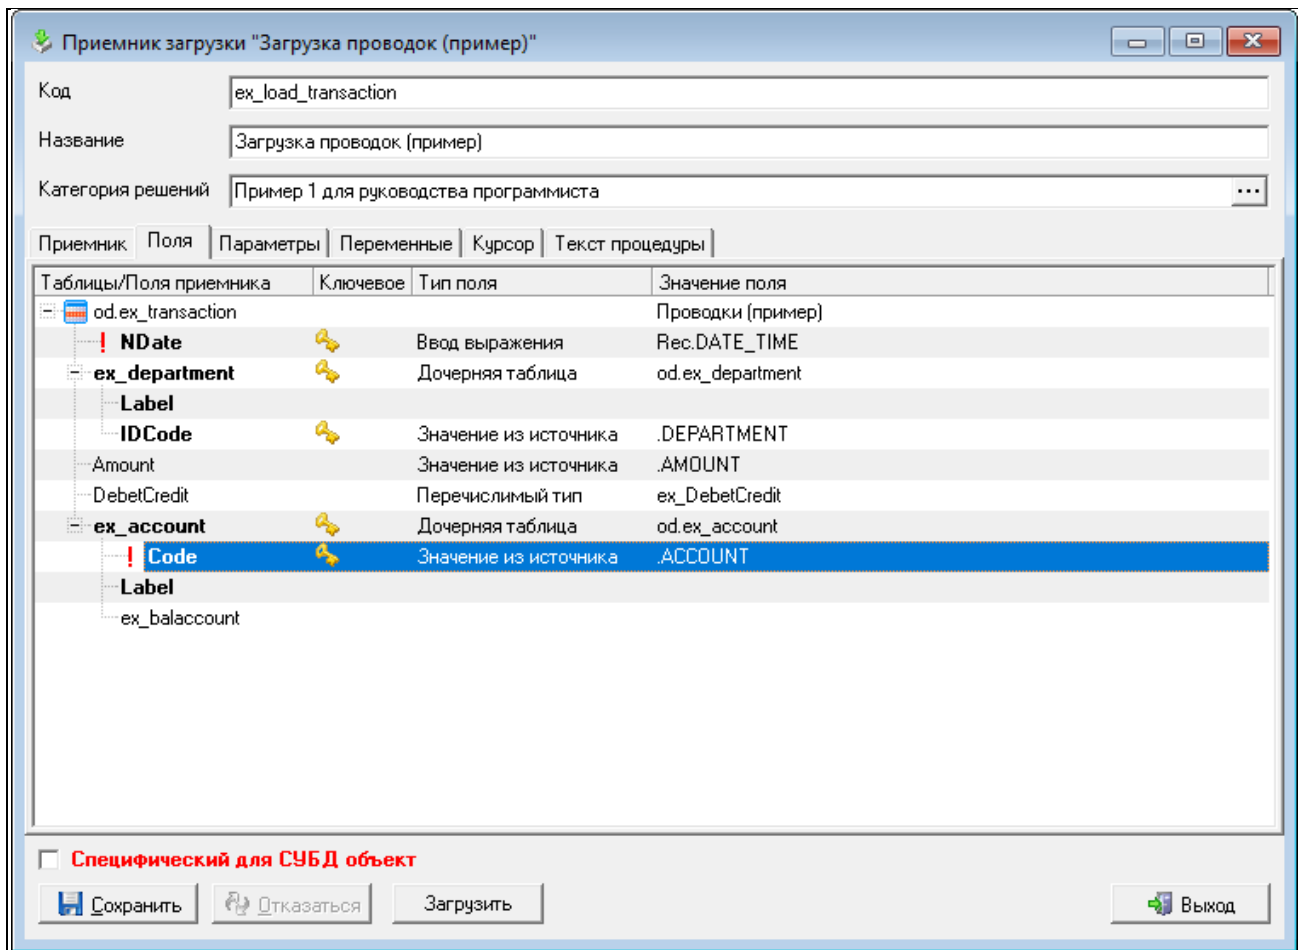 Приемник загрузки "Загрузка проводок (пример)"
Код ex_load_transaction
Название Загрузка проводок (пример)
Категория решений Пример 1 для руководства программиста ...
Приемник Поля Параметры Переменные Курсор Текст процедуры
Таблицы/Поля приемника Ключевое Тип поля Значение поля
od.ex_transaction Проводки (пример)
! NDate Ввод выражения Rec.DATE_TIME
ex_department Дочерняя таблица od.ex_department
Label
IDCode Значение из источника .DEPARTMENT
Amount Значение из источника .AMOUNT
DebetCredit Перечислимый тип ex_DebetCredit
ex_account Дочерняя таблица od.ex_account
! Code Значение из источника .ACCOUNT
Label
ex_balaccount
Специфический для СУБД объект
Сохранить Отказаться Загрузить Выход